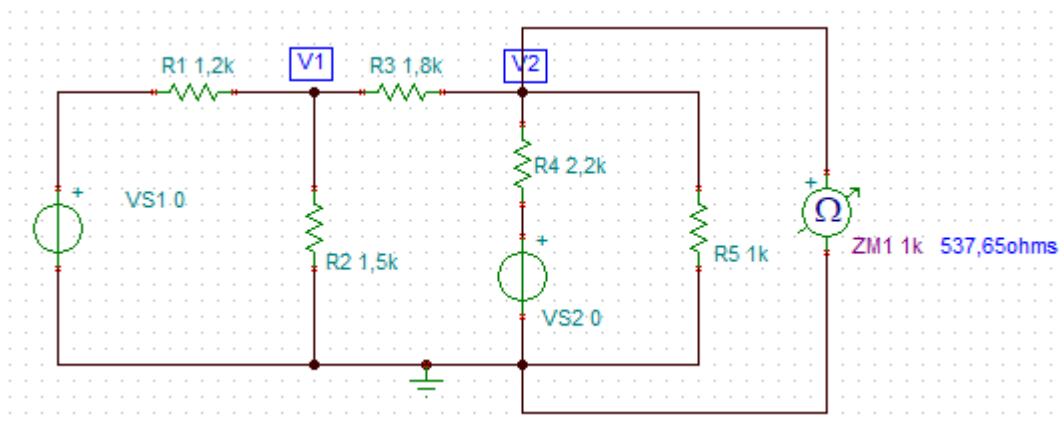 R1 1,2k
V1
R3 1,8k
V2
+
VS1 0
R2 1,5k
R4 2,2k
+
VS2 0
R5 1k
+
Ω
ZM1 1k 537,65ohms